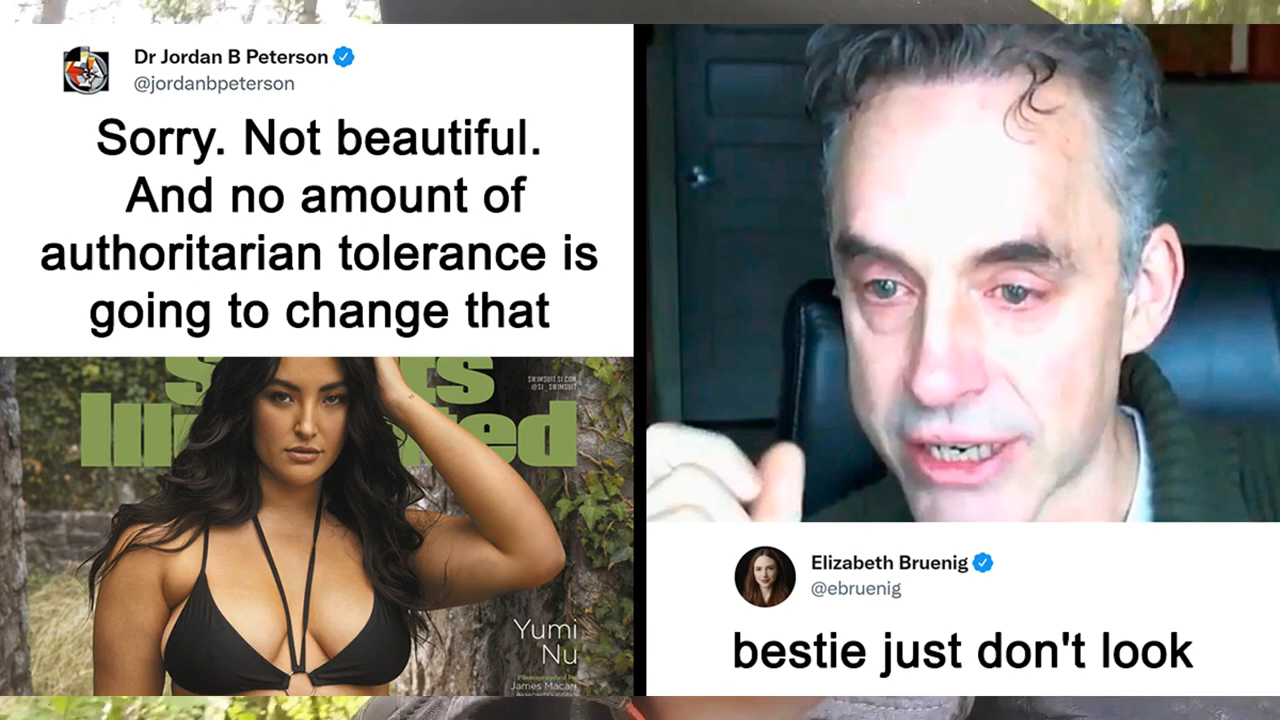 Dr Jordan B Peterson
@jordanbpeterson
Sorry. Not beautiful.
And no amount of
authoritarian tolerance is
going to change that
SWIMSUIT.SI.COM
@SI_SWIMSUIT
Yumi
Nu
Photographed by
James Macari
Elizabeth Bruenig
@ebruenig
bestie just don't look